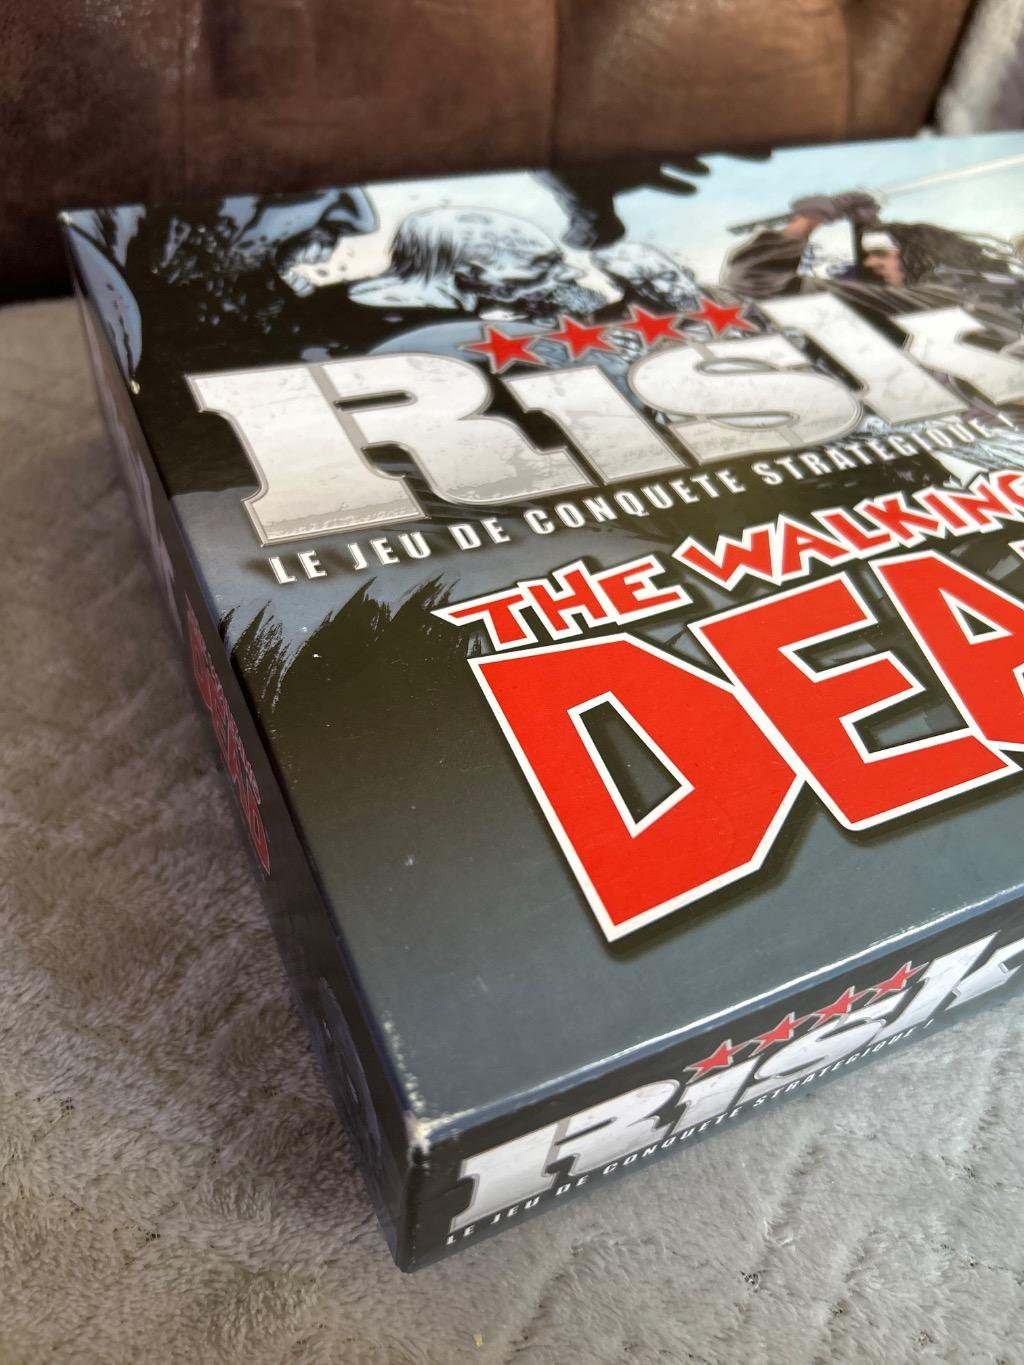 RISK
LE JEU DE CONQUETE STRATEGIQUE !
THE WALKING
DEA
RISK
LE JEU DE CONQUETE STRATEGIQUE !